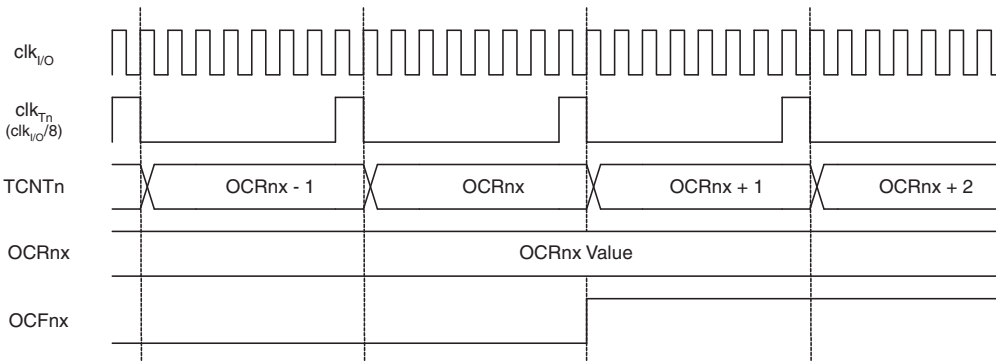 clkI/O
clkTn
(clkI/O/8)
TCNTn OCRnx - 1 OCRnx OCRnx + 1 OCRnx + 2
OCRnx OCRnx Value
OCFnx